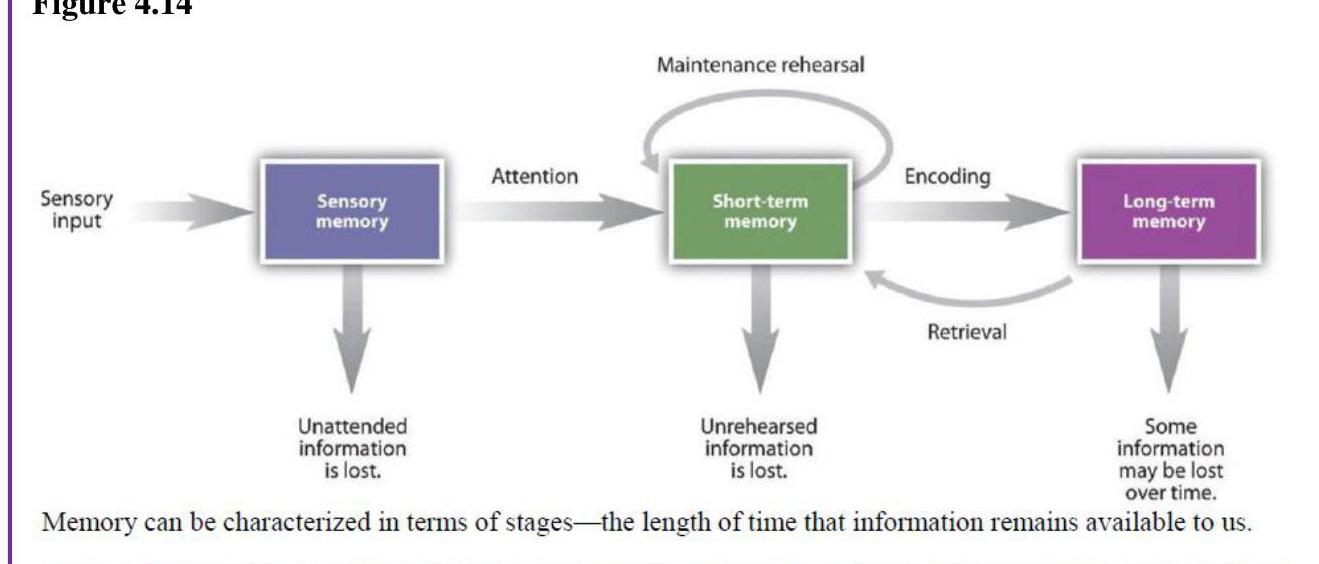 Figure 4.14
Maintenance rehearsal
Sensory
input
Sensory
memory
Attention
Short-term
memory
Encoding
Long-term
memory
Retrieval
Unattended
information
is lost.
Unrehearsed
information
is lost.
Some
information
may be lost
over time.
Memory can be characterized in terms of stages—the length of time that information remains available to us.